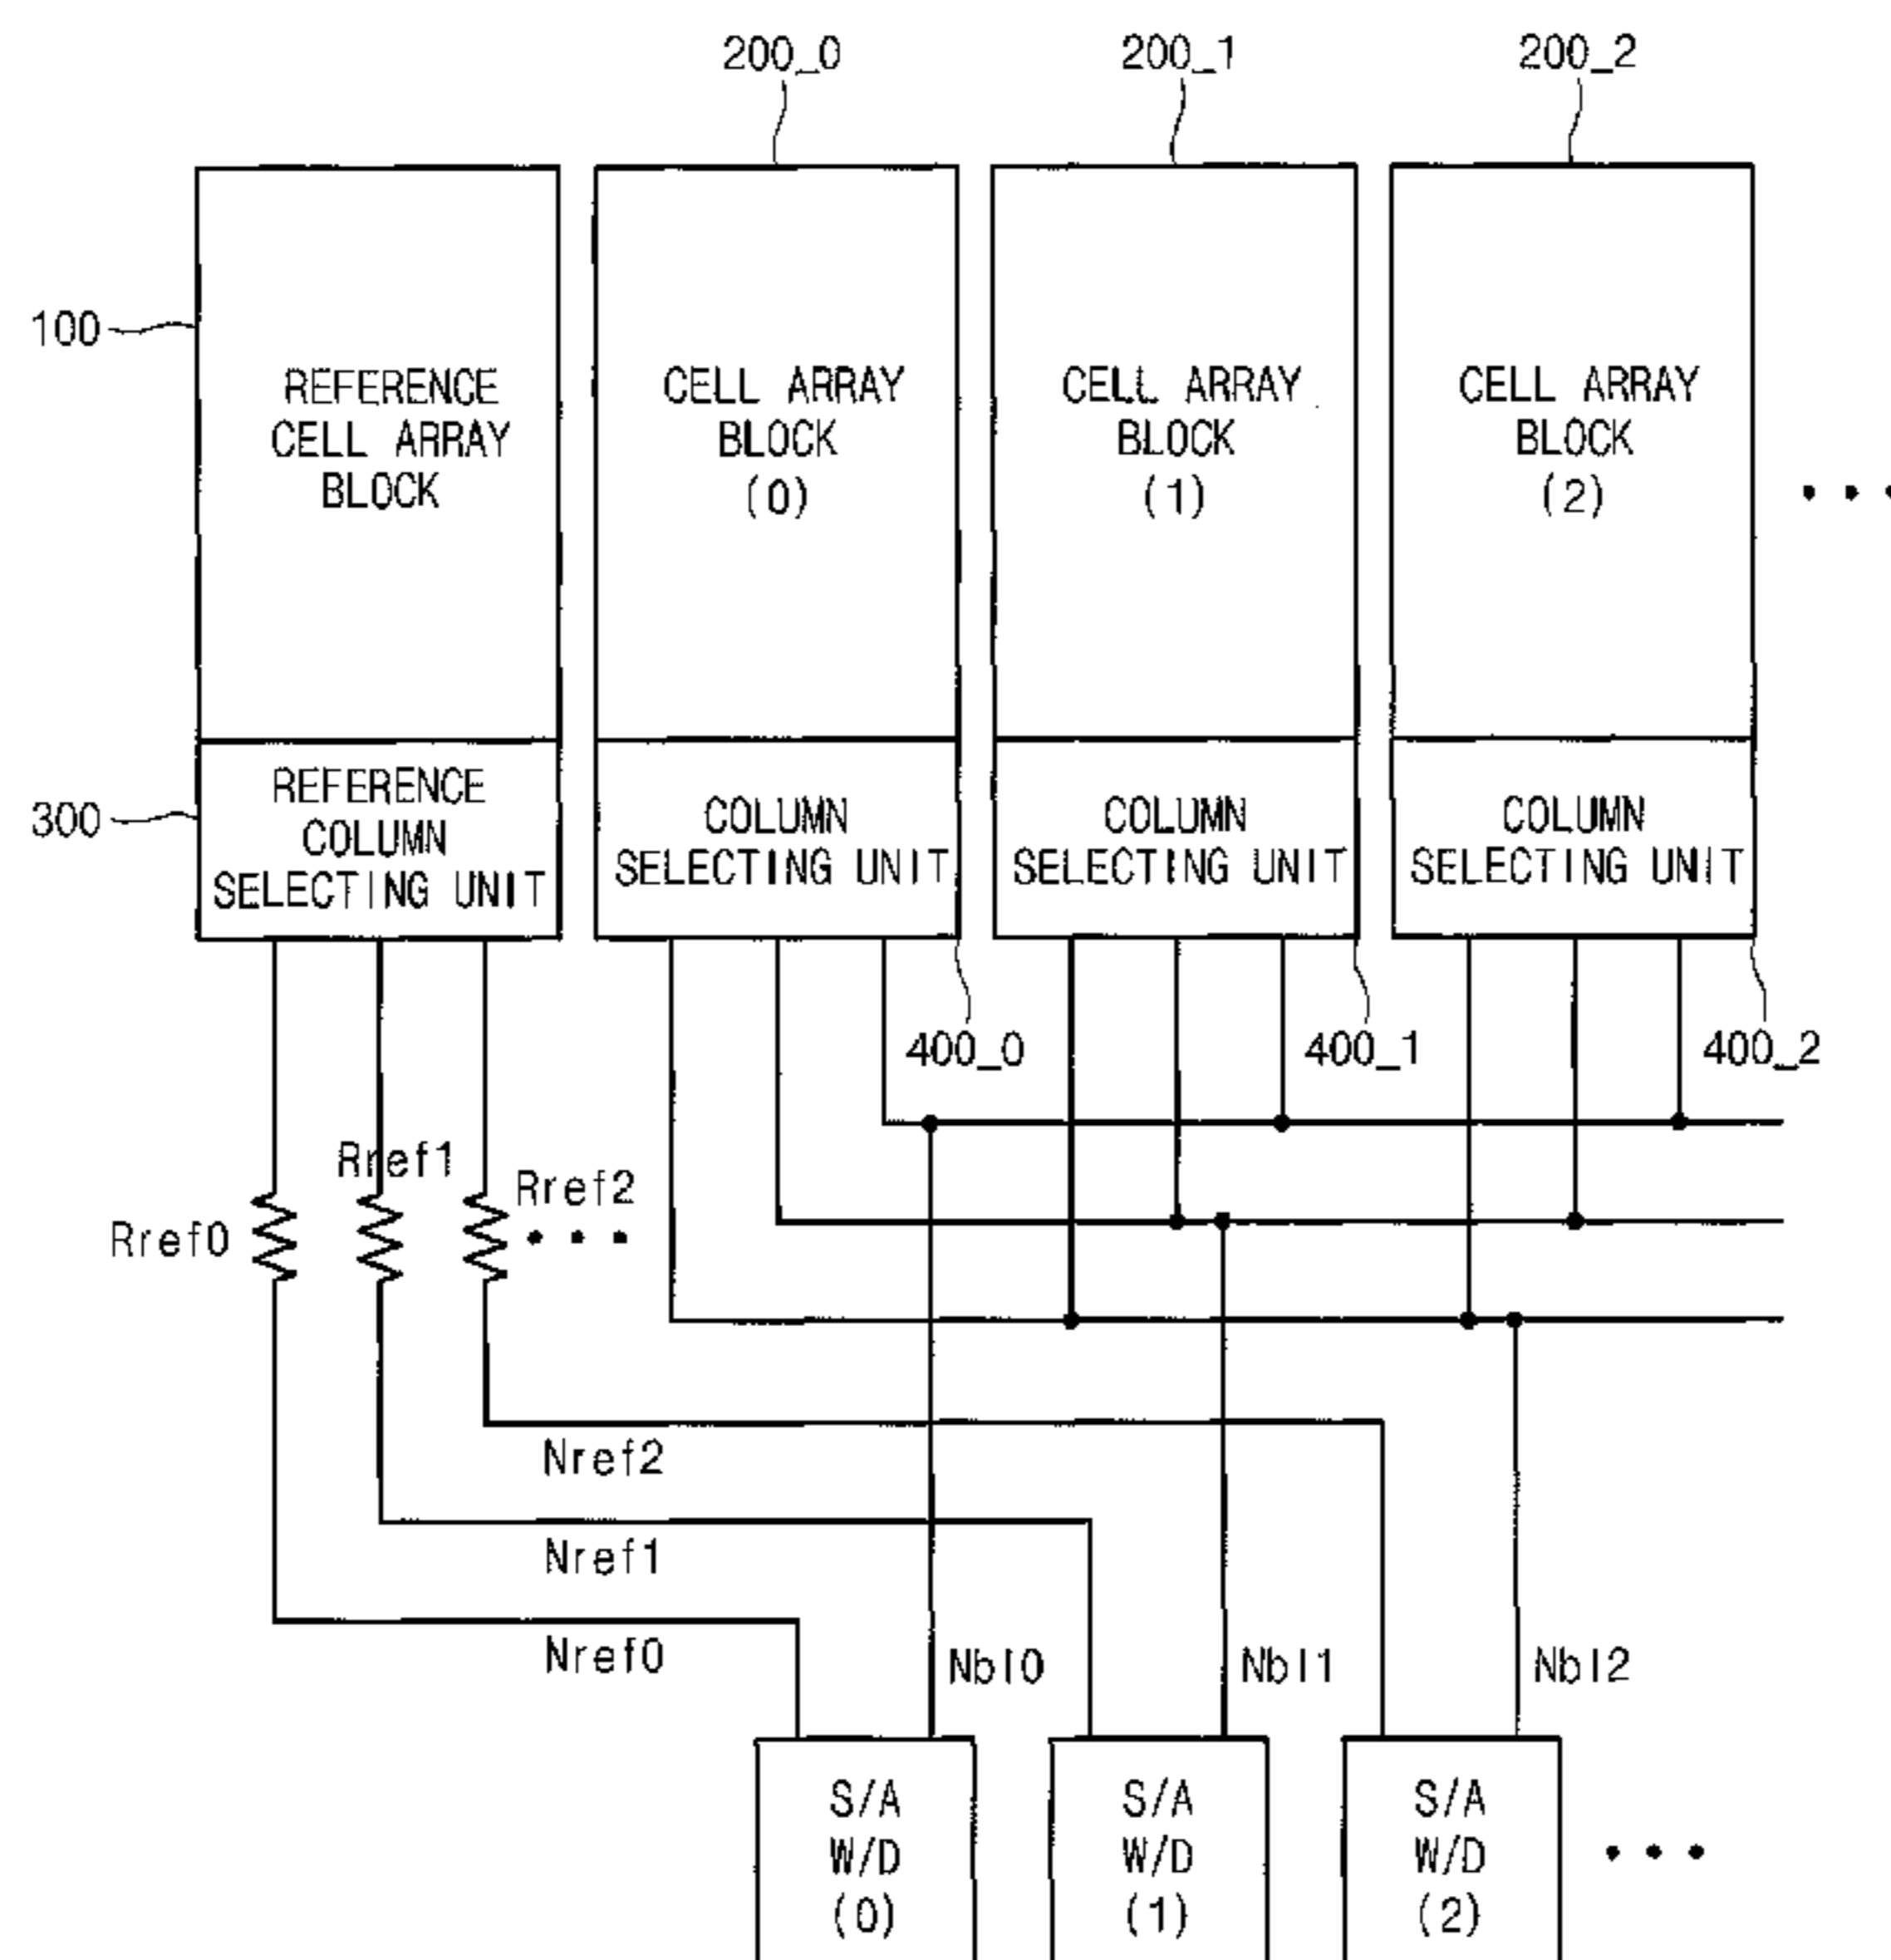 200_0
200_1
200_2
100
REFERENCE
CELL ARRAY
BLOCK
CELL ARRAY
BLOCK
(0)
CELL ARRAY
BLOCK
(1)
CELL ARRAY
BLOCK
(2)
300
REFERENCE
COLUMN
SELECTING UNIT
COLUMN
SELECTING UNIT
COLUMN
SELECTING UNIT
COLUMN
SELECTING UNIT
400_0
400_1
400_2
Rref0
Rref1
Rref2
Nref2
Nref1
Nref0
Nbl0
Nbl1
Nbl2
S/A
W/D
(0)
S/A
W/D
(1)
S/A
W/D
(2)